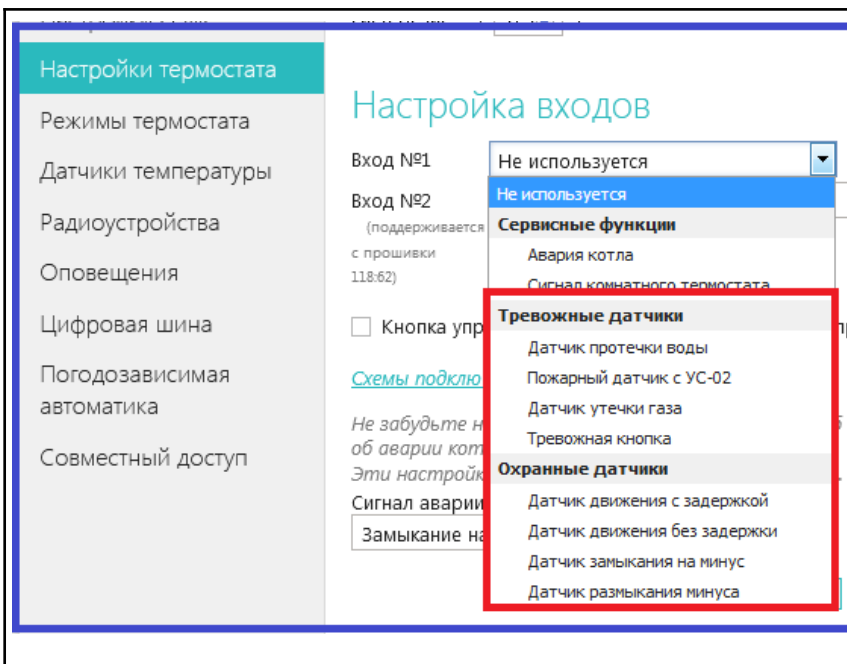 Настройки термостата
Режимы термостата
Датчики температуры
Радиоустройства
Оповещения
Цифровая шина
Погодозависимая
автоматика
Совместный доступ
Настройка входов
Вход №1
Не используется
Вход №2
(поддерживается
с прошивки
118:62)
Не используется
Сервисные функции
Авария котла
Сигнал комнатного термостата
Тревожные датчики
Датчик протечки воды
Пожарный датчик с УС-02
Датчик утечки газа
Тревожная кнопка
Охранные датчики
Датчик движения с задержкой
Датчик движения без задержки
Датчик замыкания на минус
Датчик размыкания минуса
Кнопка упр
Схемы подклю
Не забудьте н
об аварии кот
Эти настройк
Сигнал аварии
Замыкание на